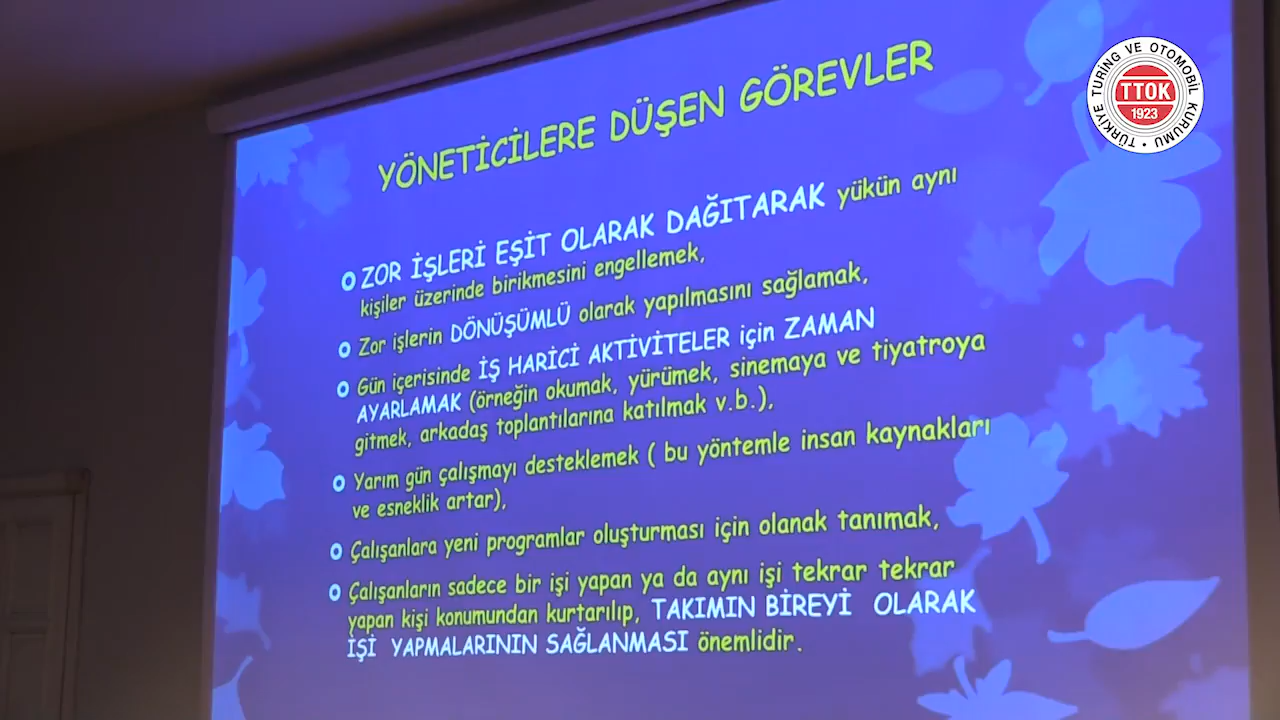 YÖNETİCİLERE DÜŞEN GÖREVLER
ZOR İŞLERİ EŞİT OLARAK DAĞITARAK yükün aynı
kişiler üzerinde birikmesini engellemek,
Zor işlerin DÖNÜŞÜMLÜ olarak yapılmasını sağlamak,
Gün içerisinde İŞ HARİCİ AKTİVİTELER için ZAMAN
AYARLAMAK (örneğin okumak, yürümek, sinemaya ve tiyatroya
gitmek, arkadaş toplantılarına katılmak v.b.),
Yarım gün çalışmayı desteklemek ( bu yöntemle insan kaynakları
ve esneklik artar),
Çalışanlara yeni programlar oluşturması için olanak tanımak,
Çalışanların sadece bir işi yapan ya da aynı işi tekrar tekrar
yapan kişi konumundan kurtarılıp, TAKIMIN BİREYİ OLARAK
İŞİ YAPMALARININ SAĞLANMASI önemlidir.
TÜRKİYE TURİNG VE OTOMOBİL KURUMU
TTOK
1923